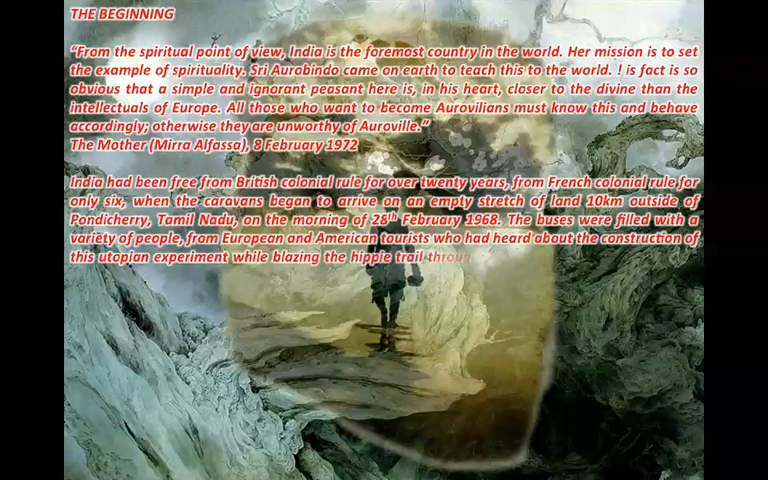 THE BEGINNING
“From the spiritual point of view, India is the foremost country in the world. Her mission is to set
the example of spirituality. Sri Aurobindo came on earth to teach this to the world. ! is fact is so
obvious that a simple and ignorant peasant here is, in his heart, closer to the divine than the
intellectuals of Europe. All those who want to become Aurovilians must know this and behave
accordingly; otherwise they are unworthy of Auroville.”
The Mother (Mirra Alfassa), 8 February 1972
India had been free from British colonial rule for over twenty years, from French colonial rule for
only six, when the caravans began to arrive on an empty stretch of land 10km outside of
Pondicherry, Tamil Nadu, on the morning of 28th February 1968. The buses were filled with a
variety of people, from European and American tourists who had heard about the construction of
this utopian experiment while blazing the hippie trail throu